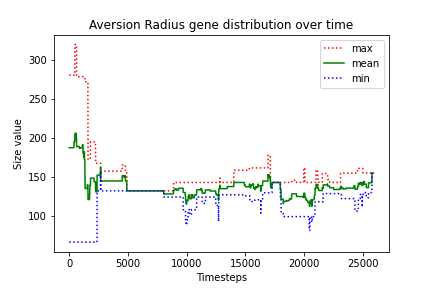 Aversion Radius gene distribution over time
max
mean
min
Size value
300
250
200
150
100
0
5000
10000
15000
20000
25000
Timesteps